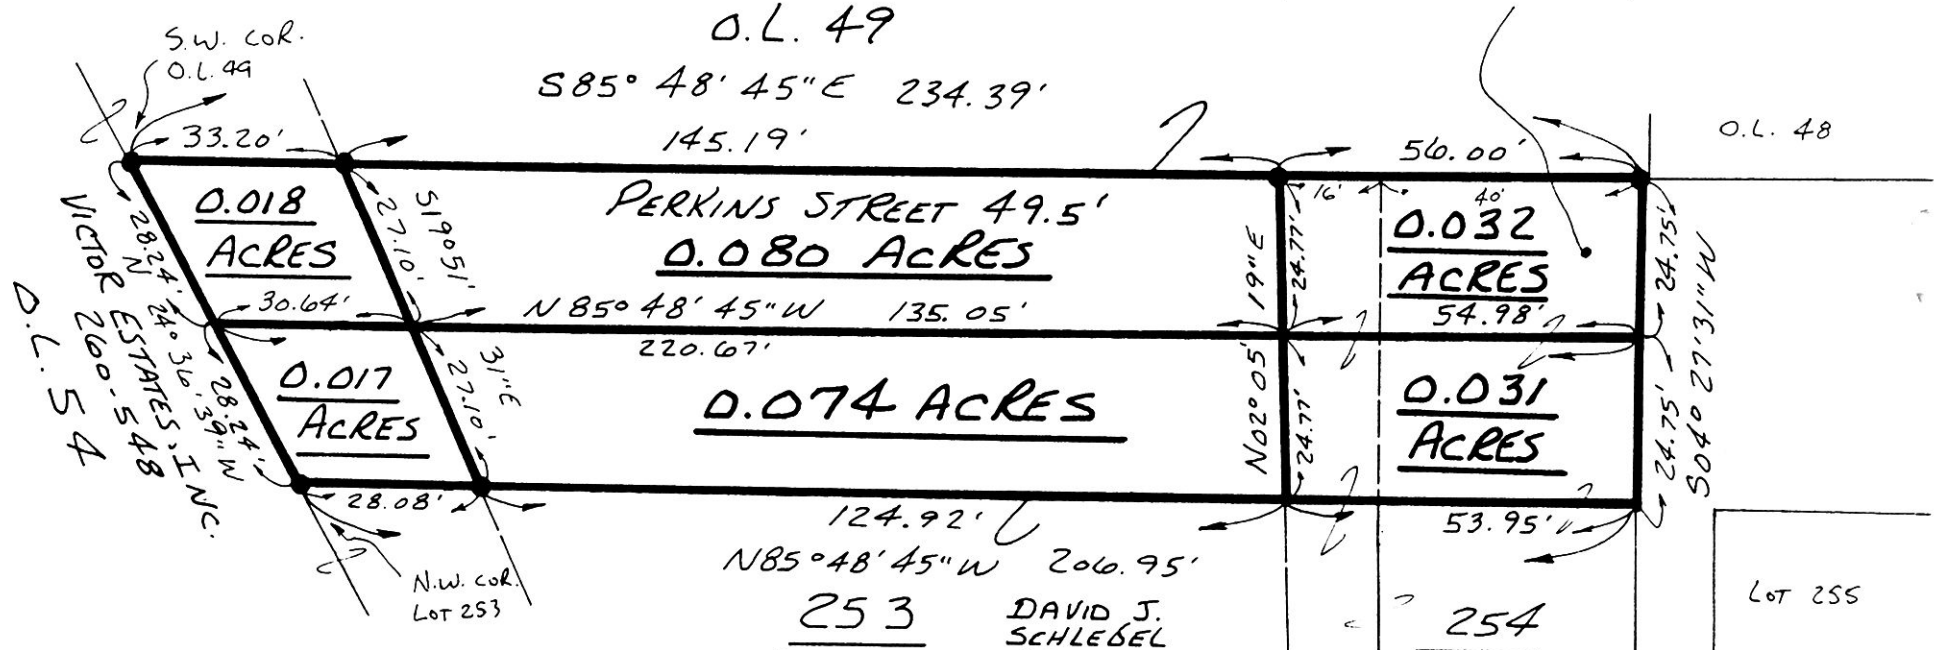 O.L. 49
S.W. COR.
O.L. 49
S85° 48' 45"E 234.39'
33.20'
145.19'
56.00'
O.L. 48
16'
40'
0.018
ACRES
PERKINS STREET 49.5'
0.080 ACRES
0.032
ACRES
S19°51'
31"E
27.10'
27.10'
28.24'
28.24'
N 24° 36' 39" W
VICTOR ESTATES, INC.
260-548
O.L. 54
30.64'
N 85° 48' 45" W 135.05'
54.98'
220.67'
N02° 05' 19"E
24.77'
24.77'
24.75'
24.75'
S04° 27' 31" W
0.017
ACRES
0.074 ACRES
0.031
ACRES
28.08'
124.92'
53.95'
N85°48'45"W 206.95'
N.W. COR.
LOT 253
253
DAVID J.
SCHLEGEL
254
LOT 255